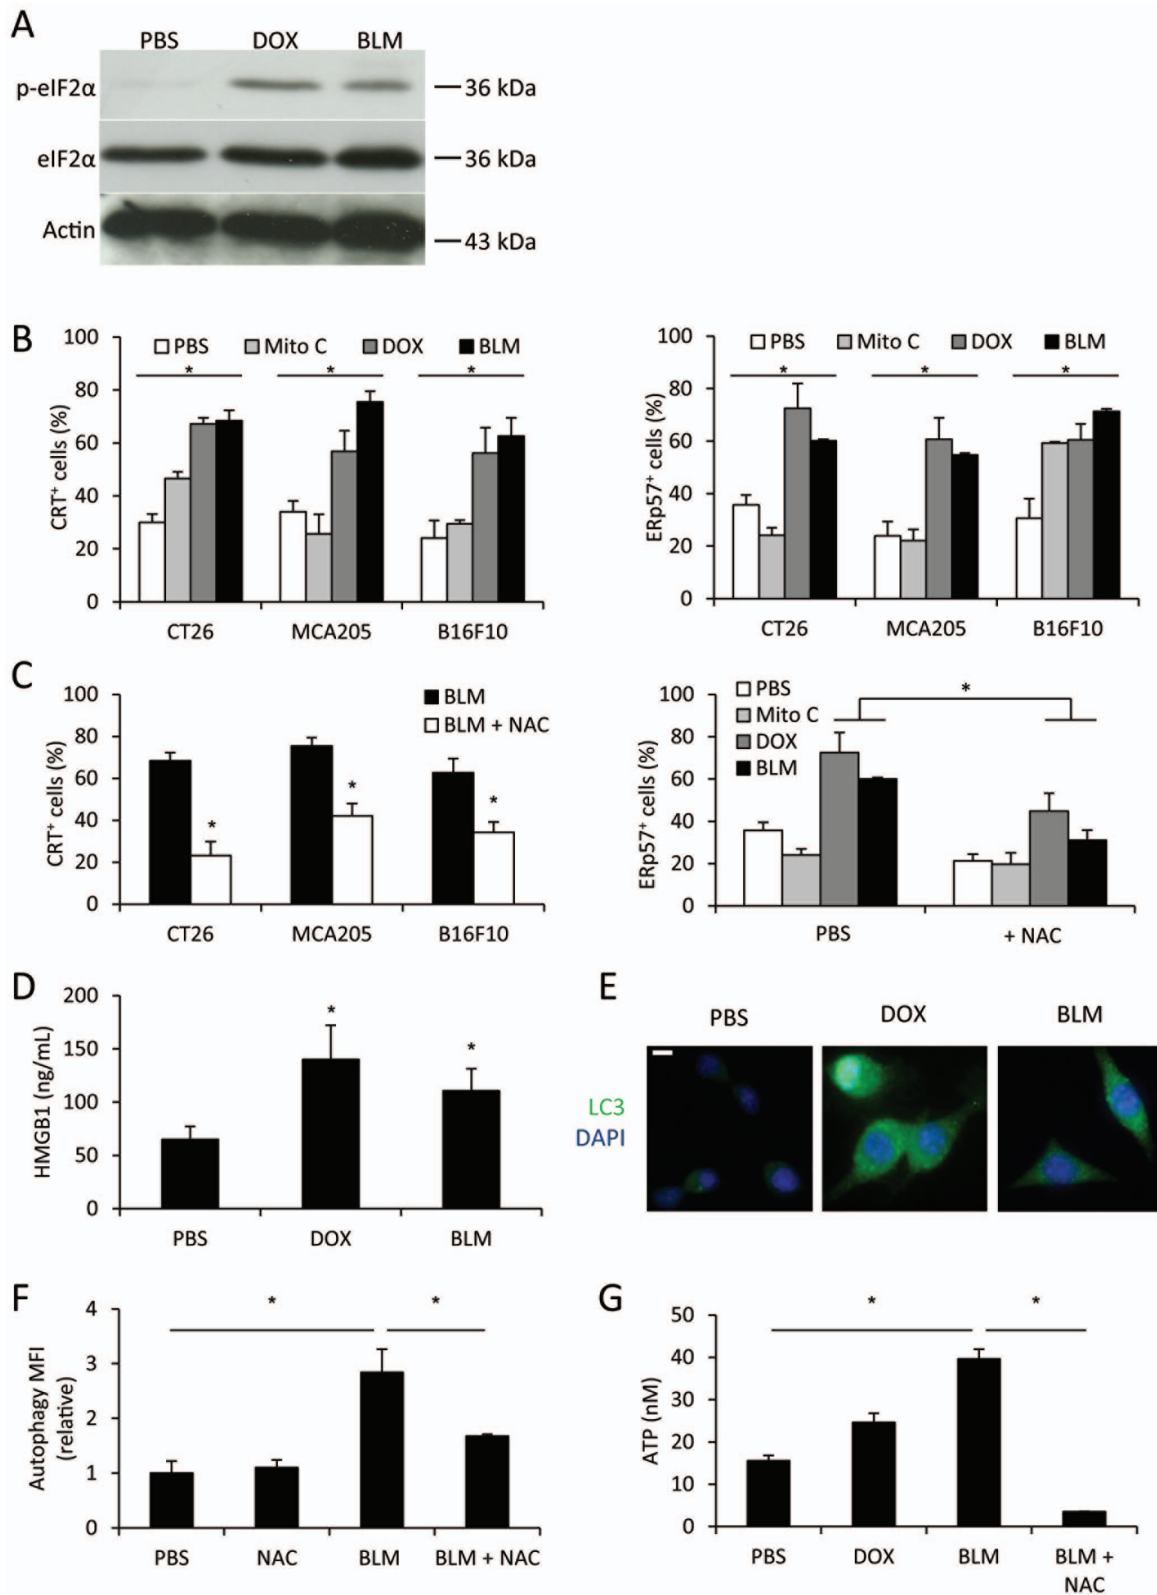 A
PBS DOX BLM
p-eIF2α 36 kDa
eIF2α 36 kDa
Actin 43 kDa
B
100
80
60
40
20
0
CRT+ cells (%)
PBS Mito C DOX BLM
* * *
CT26 MCA205 B16F10
100
80
60
40
20
0
ERp57+ cells (%)
PBS Mito C DOX BLM
* * *
CT26 MCA205 B16F10
C
100
80
60
40
20
0
CRT+ cells (%)
BLM
BLM + NAC
* * *
CT26 MCA205 B16F10
100
80
60
40
20
0
ERp57+ cells (%)
PBS
Mito C
DOX
BLM
*
PBS + NAC
D
200
150
100
50
0
HMGB1 (ng/mL)
* *
PBS DOX BLM
E
PBS DOX BLM
LC3
DAPI
F
4
3
2
1
0
Autophagy MFI
(relative)
* *
PBS NAC BLM BLM + NAC
G
50
40
30
20
10
0
ATP (nM)
* *
PBS DOX BLM BLM +
NAC